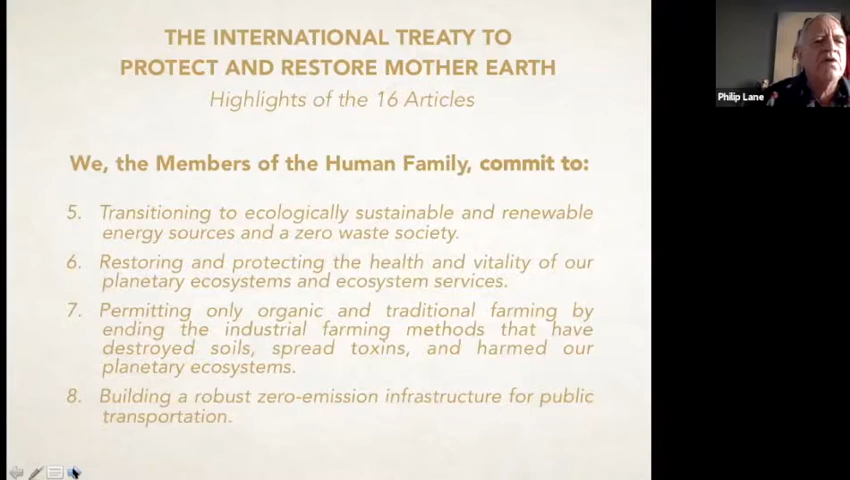 THE INTERNATIONAL TREATY TO
PROTECT AND RESTORE MOTHER EARTH
Highlights of the 16 Articles
We, the Members of the Human Family, commit to:
5. Transitioning to ecologically sustainable and renewable
energy sources and a zero waste society.
6. Restoring and protecting the health and vitality of our
planetary ecosystems and ecosystem services.
7. Permitting only organic and traditional farming by
ending the industrial farming methods that have
destroyed soils, spread toxins, and harmed our
planetary ecosystems.
8. Building a robust zero-emission infrastructure for public
transportation.
Philip Lane